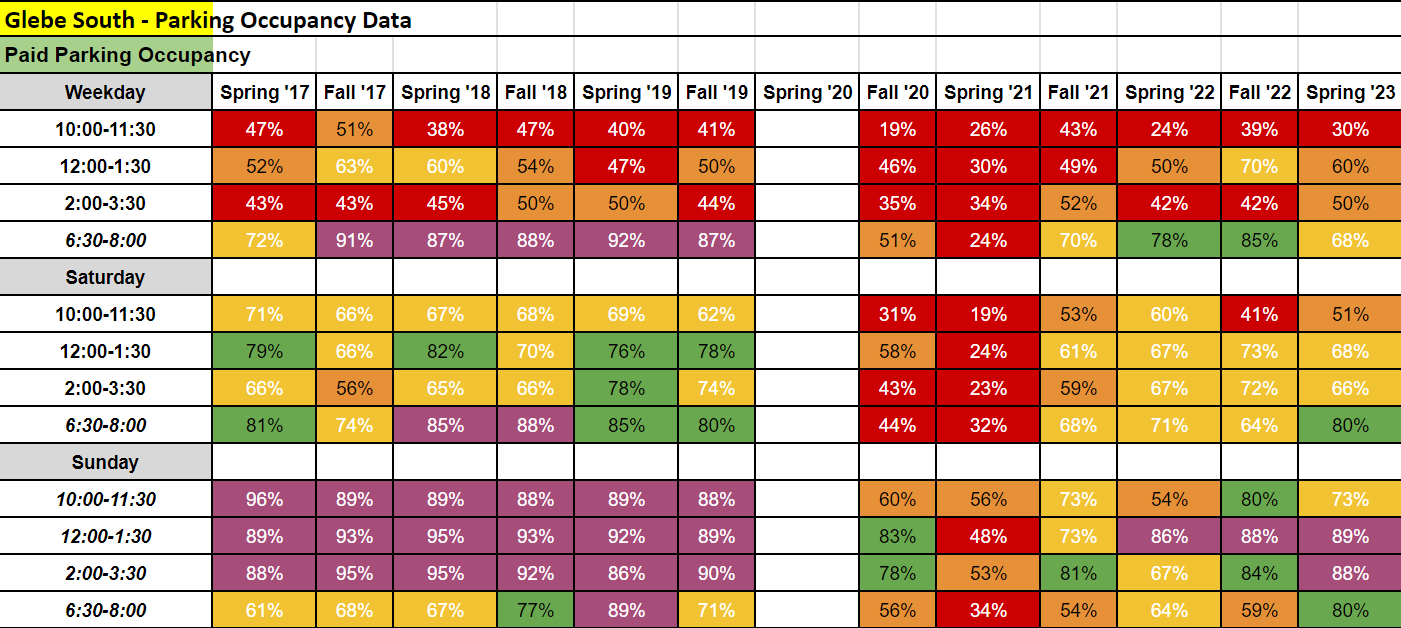 Glebe South - Parking Occupancy Data
Paid Parking Occupancy
Weekday Spring '17 Fall '17 Spring '18 Fall '18 Spring '19 Fall '19 Spring '20 Fall '20 Spring '21 Fall '21 Spring '22 Fall '22 Spring '23
10:00-11:30 47% 51% 38% 47% 40% 41% 19% 26% 43% 24% 39% 30%
12:00-1:30 52% 63% 60% 54% 47% 50% 46% 30% 49% 50% 70% 60%
2:00-3:30 43% 43% 45% 50% 50% 44% 35% 34% 52% 42% 42% 50%
6:30-8:00 72% 91% 87% 88% 92% 87% 51% 24% 70% 78% 85% 68%
Saturday
10:00-11:30 71% 66% 67% 68% 69% 62% 31% 19% 53% 60% 41% 51%
12:00-1:30 79% 66% 82% 70% 76% 78% 58% 24% 61% 67% 73% 68%
2:00-3:30 66% 56% 65% 66% 78% 74% 43% 23% 59% 67% 72% 66%
6:30-8:00 81% 74% 85% 88% 85% 80% 44% 32% 68% 71% 64% 80%
Sunday
10:00-11:30 96% 89% 89% 88% 89% 88% 60% 56% 73% 54% 80% 73%
12:00-1:30 89% 93% 95% 93% 92% 89% 83% 48% 73% 86% 88% 89%
2:00-3:30 88% 95% 95% 92% 86% 90% 78% 53% 81% 67% 84% 88%
6:30-8:00 61% 68% 67% 77% 89% 71% 56% 34% 54% 64% 59% 80%